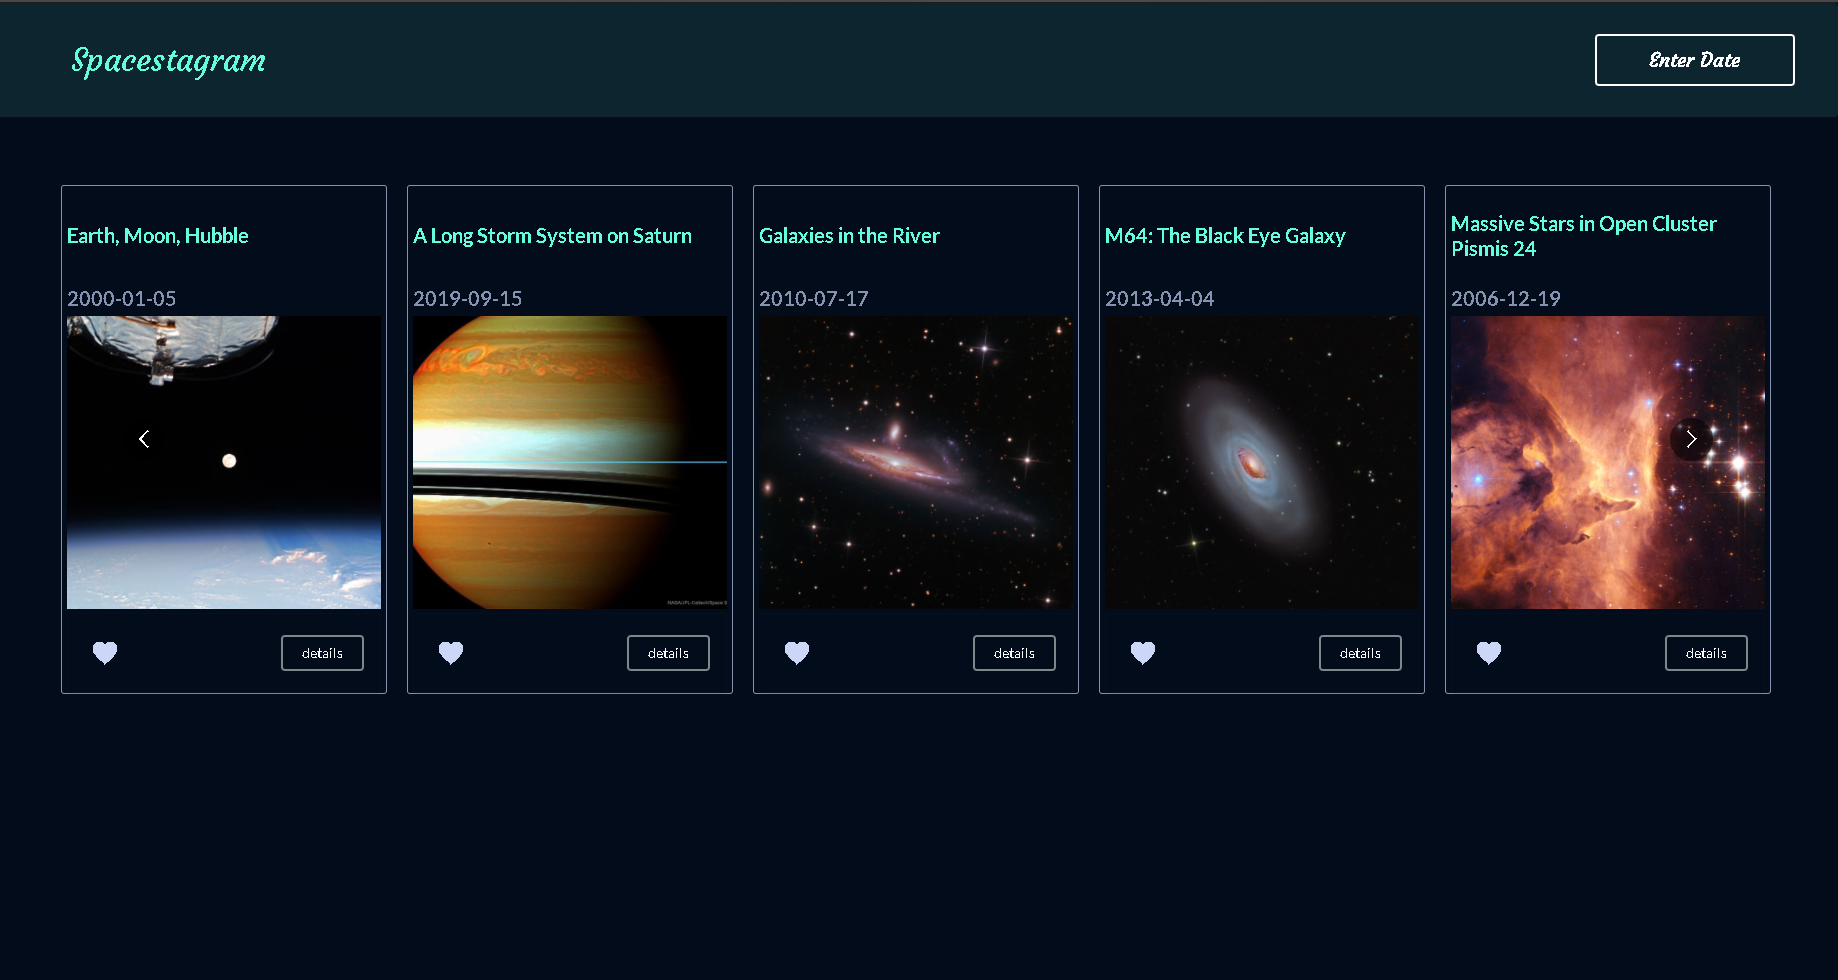 Spacestagram
Enter Date
Earth, Moon, Hubble
2000-01-05
details
A Long Storm System on Saturn
2019-09-15
details
Galaxies in the River
2010-07-17
details
M64: The Black Eye Galaxy
2013-04-04
details
Massive Stars in Open Cluster
Pismis 24
2006-12-19
details